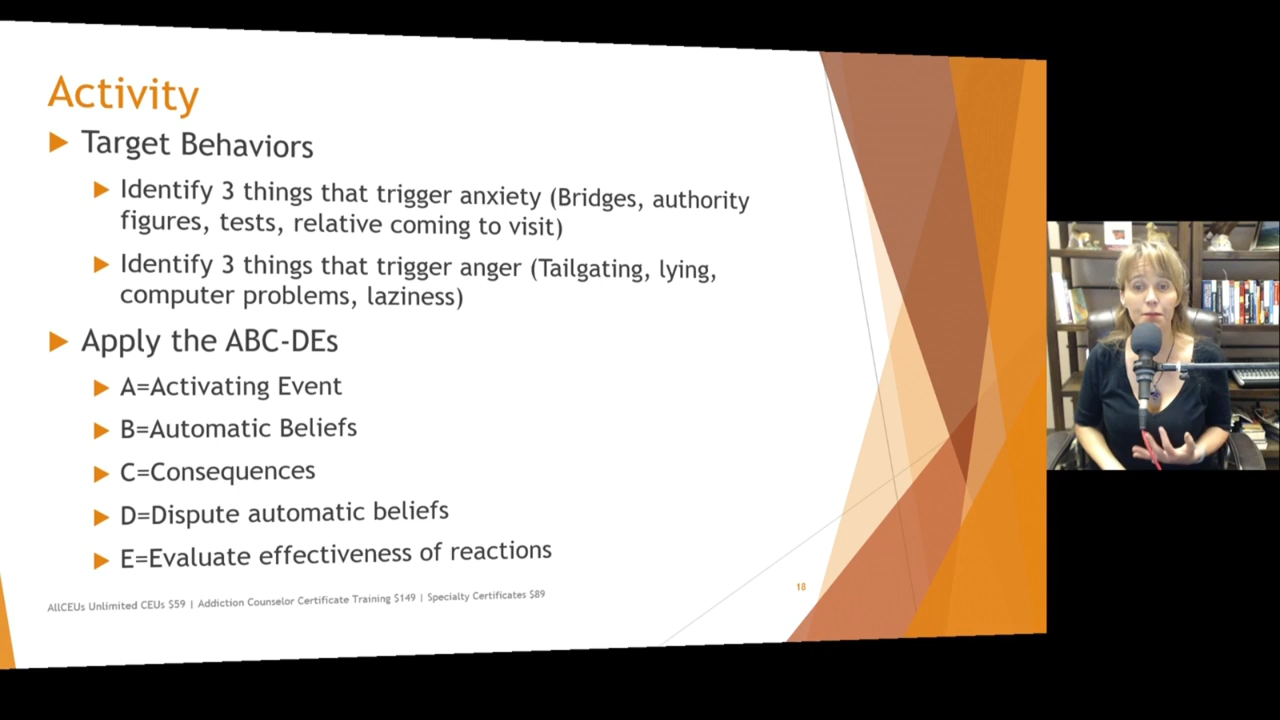 Activity
Target Behaviors
Identify 3 things that trigger anxiety (Bridges, authority
figures, tests, relative coming to visit)
Identify 3 things that trigger anger (Tailgating, lying,
computer problems, laziness)
Apply the ABC-DEs
A=Activating Event
B=Automatic Beliefs
C=Consequences
D=Dispute automatic beliefs
E=Evaluate effectiveness of reactions
AllCEUs Unlimited CEUs $59 | Addiction Counselor Certificate Training $149 | Specialty Certificates $89
18